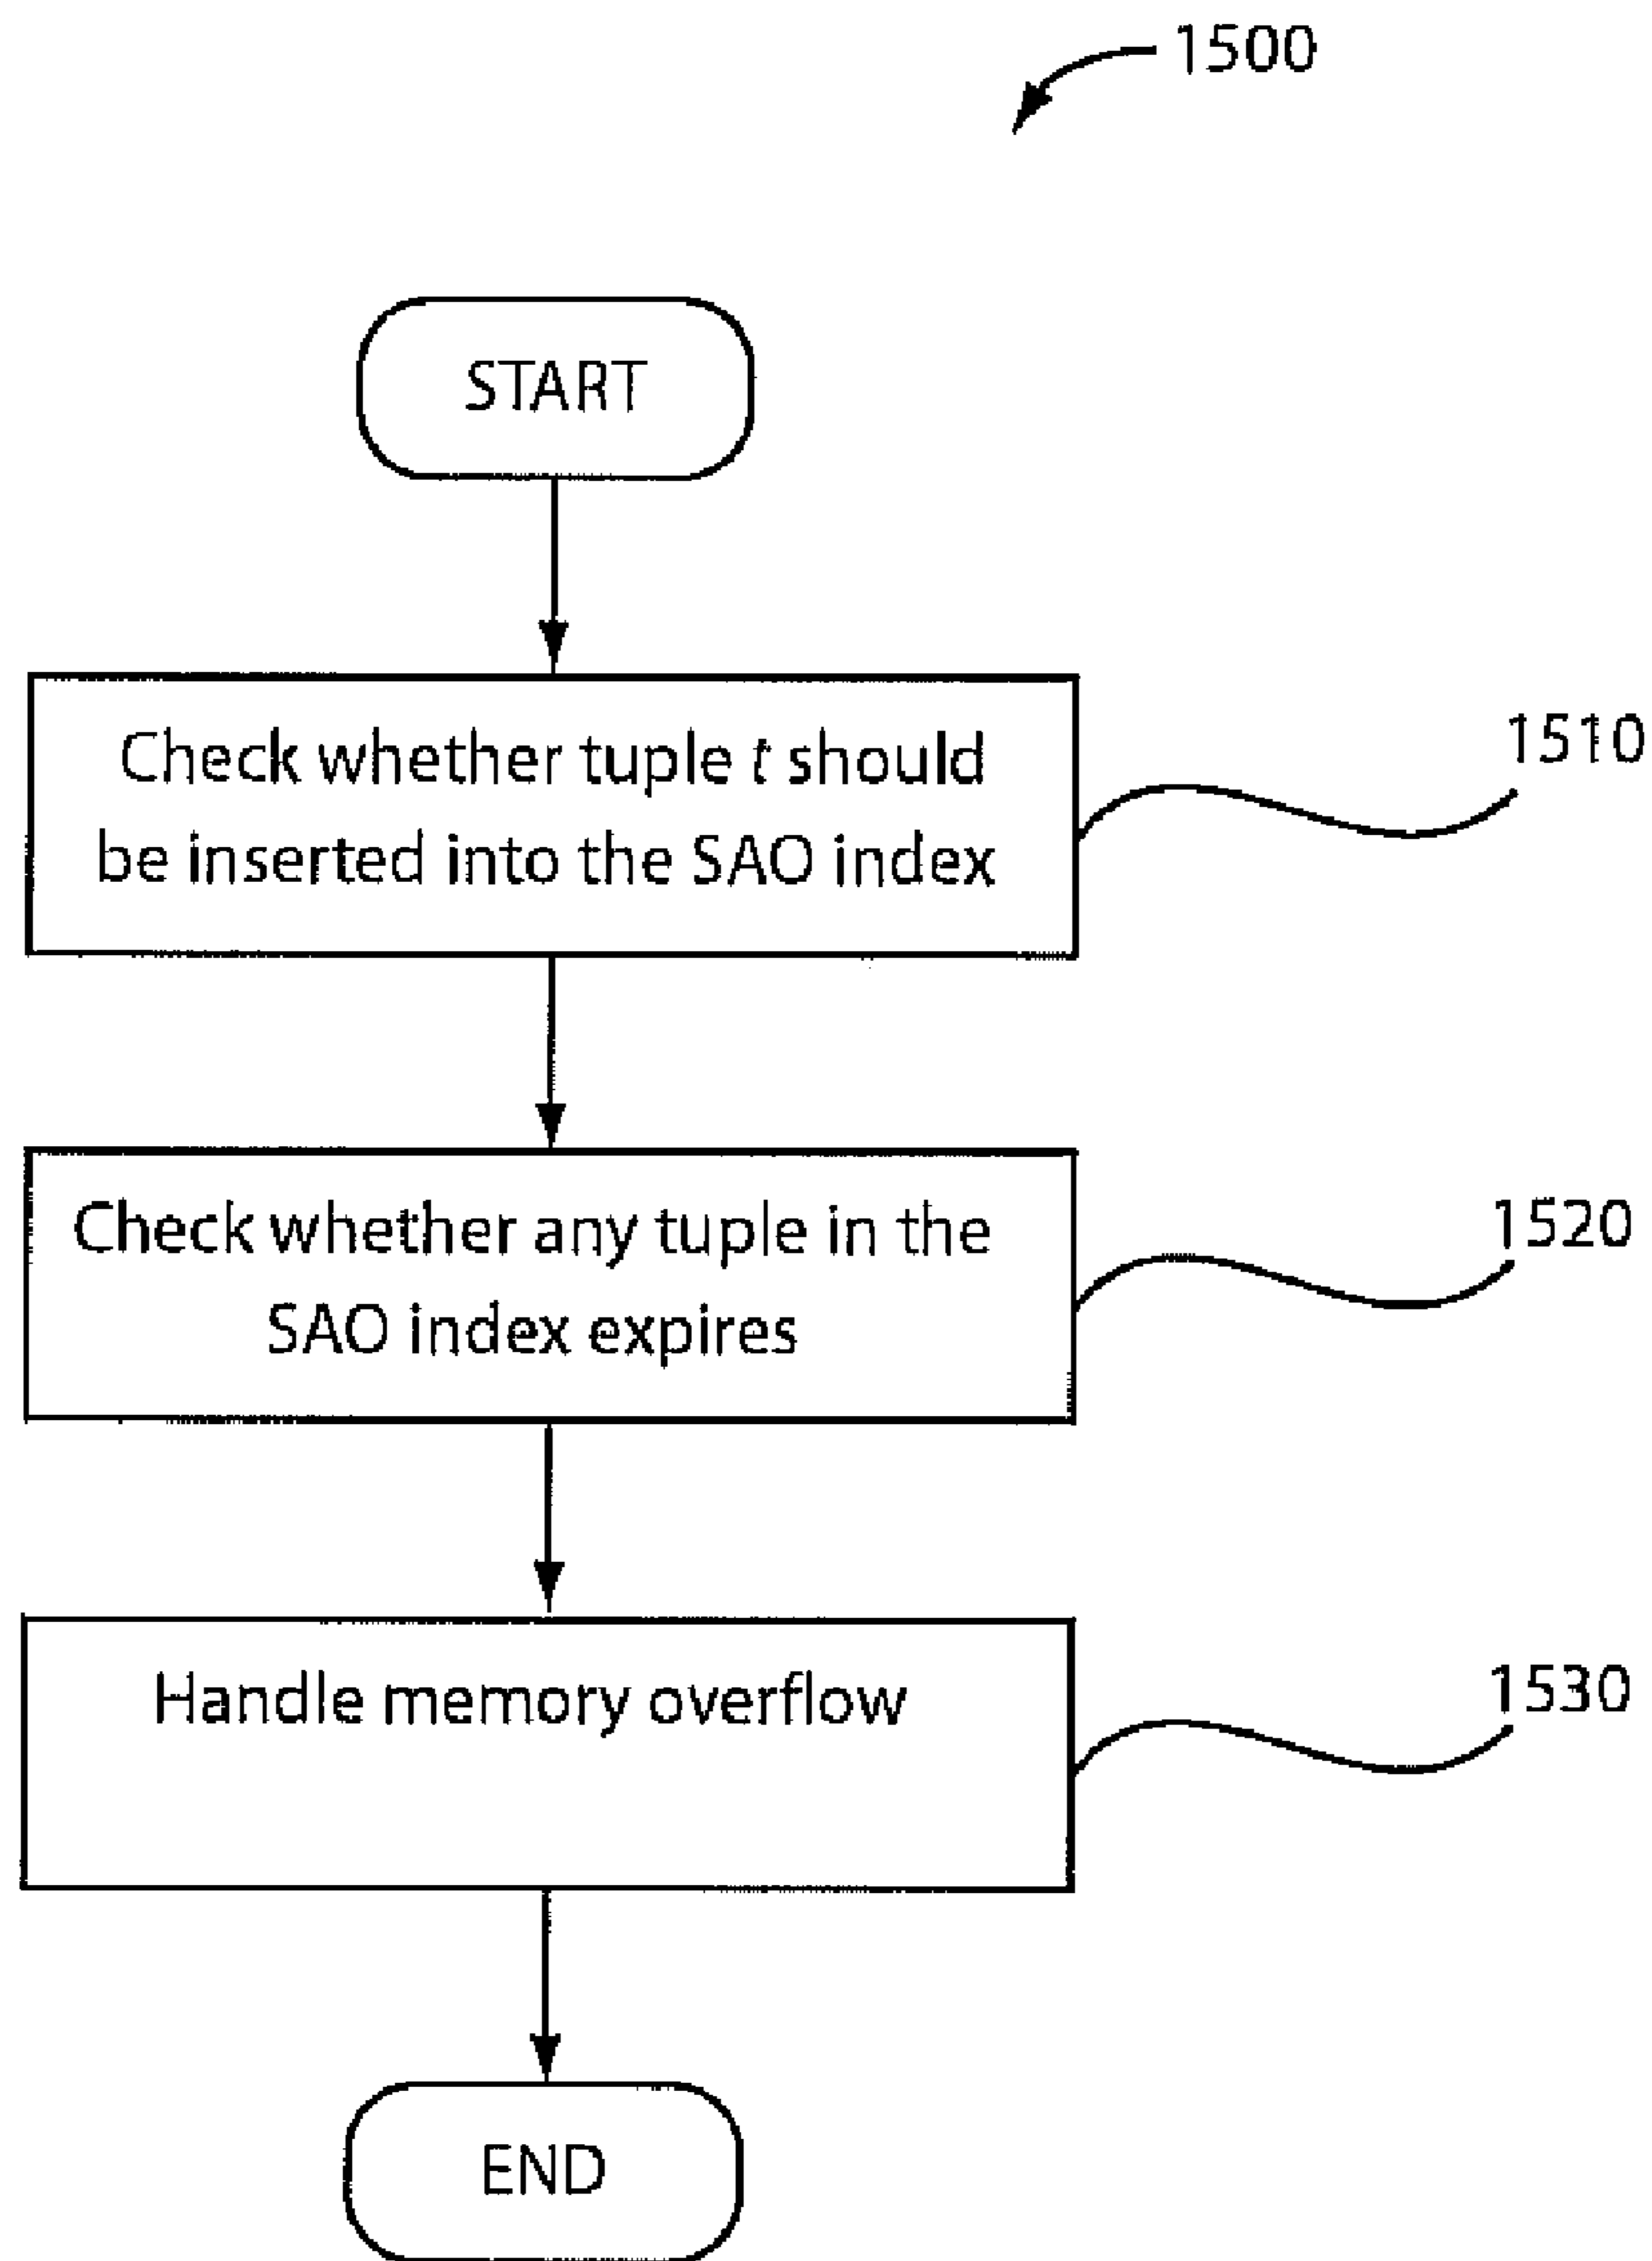 1500
START
Check whether tuple t should
be inserted into the SAO index
1510
Check whether any tuple in the
SAO index expires
1520
Handle memory overflow
1530
END